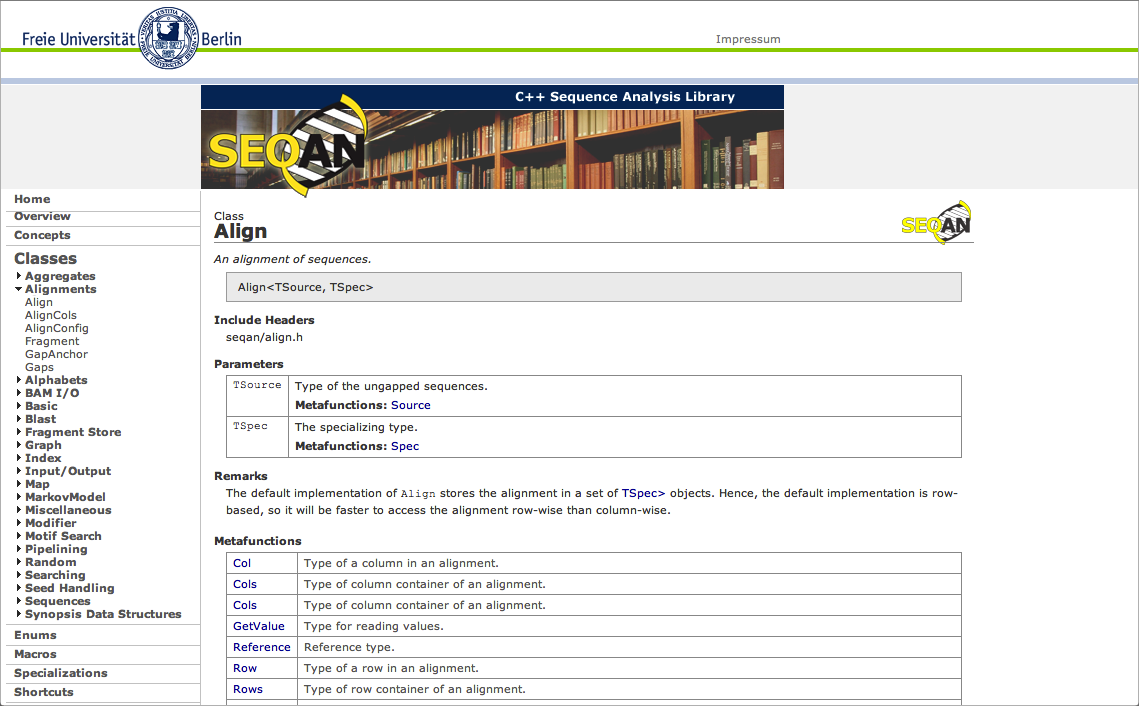 Freie Universität Berlin
Impressum
C++ Sequence Analysis Library
SEQAN
Home
Overview
Concepts
Classes
Aggregates
Alignments
Align
AlignCols
AlignConfig
Fragment
GapAnchor
Gaps
Alphabets
BAM I/O
Basic
Blast
Fragment Store
Graph
Index
Input/Output
Map
MarkovModel
Miscellaneous
Modifier
Motif Search
Pipelining
Random
Searching
Seed Handling
Sequences
Synopsis Data Structures
Enums
Macros
Specializations
Shortcuts
Class
Align
SEQAN
An alignment of sequences.
Align<TSource, TSpec>
Include Headers
seqan/align.h
Parameters
TSource Type of the ungapped sequences.
Metafunctions: Source
TSpec The specializing type.
Metafunctions: Spec
Remarks
The default implementation of Align stores the alignment in a set of TSpec> objects. Hence, the default implementation is row-
based, so it will be faster to access the alignment row-wise than column-wise.
Metafunctions
Col Type of a column in an alignment.
Cols Type of column container of an alignment.
Cols Type of column container of an alignment.
GetValue Type for reading values.
Reference Reference type.
Row Type of a row in an alignment.
Rows Type of row container of an alignment.